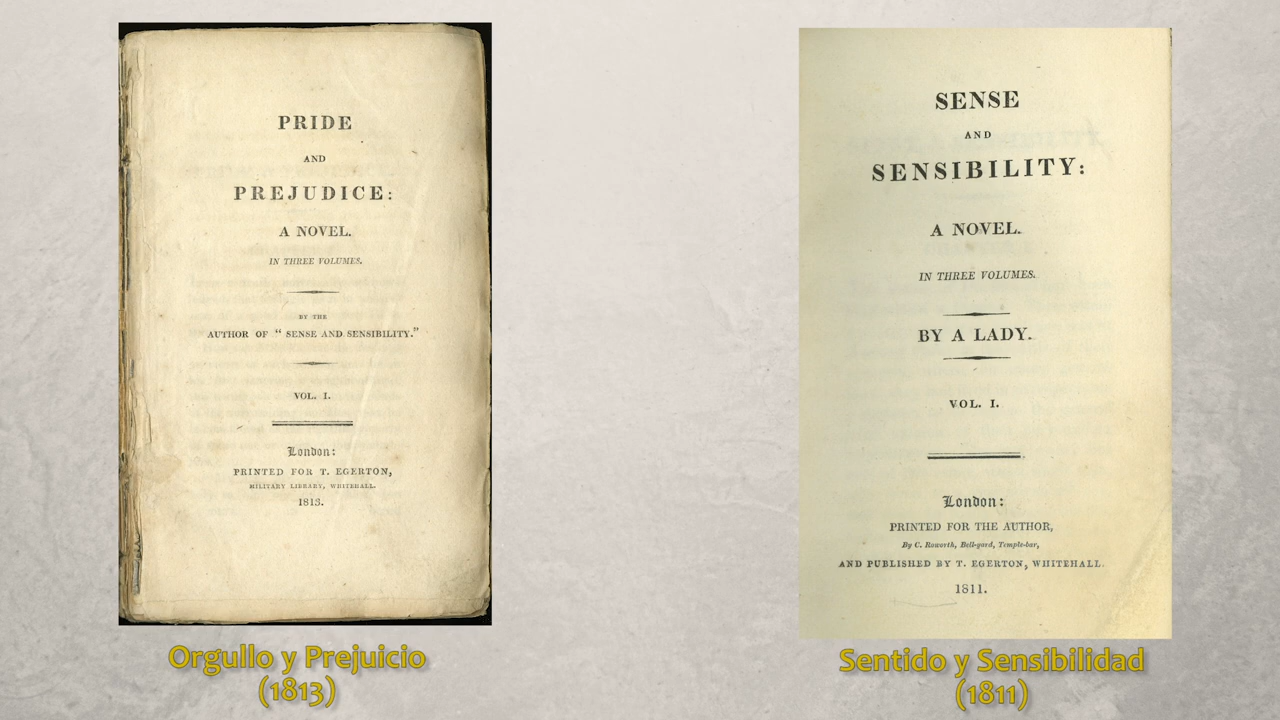 PRIDE
AND
PREJUDICE:
A NOVEL.
IN THREE VOLUMES.
BY THE
AUTHOR OF “ SENSE AND SENSIBILITY.”
VOL. I.
London:
PRINTED FOR T. EGERTON,
MILITARY LIBRARY, WHITEHALL.
1813.
Orgullo y Prejuicio
(1813)
SENSE
AND
SENSIBILITY:
A NOVEL.
IN THREE VOLUMES.
BY A LADY.
VOL. I.
London:
PRINTED FOR THE AUTHOR,
By C. Roworth, Bell-yard, Temple-bar,
AND PUBLISHED BY T. EGERTON, WHITEHALL.
1811.
Sentido y Sensibilidad
(1811)